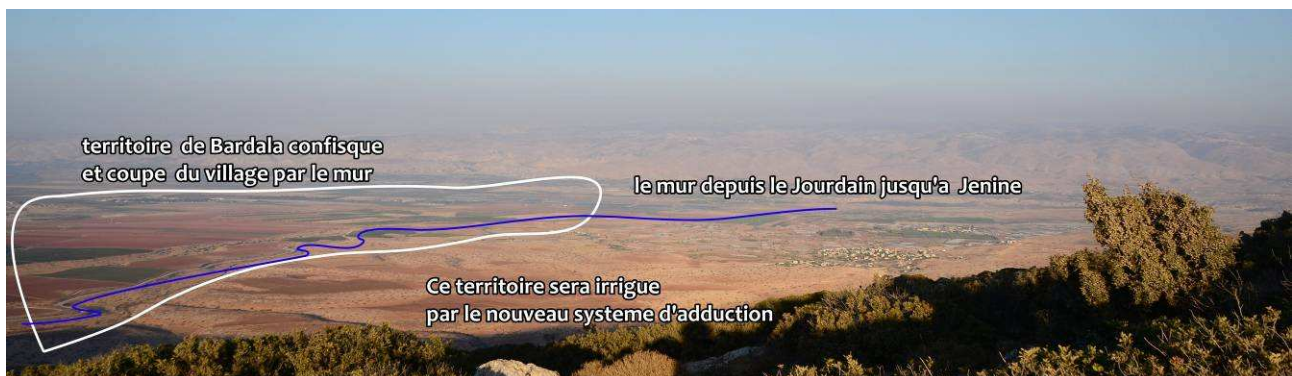 territoire de Bardala confisque
et coupe du village par le mur
le mur depuis le Jourdain jusqu'a Jenine
Ce territoire sera irrigue
par le nouveau systeme d'adduction